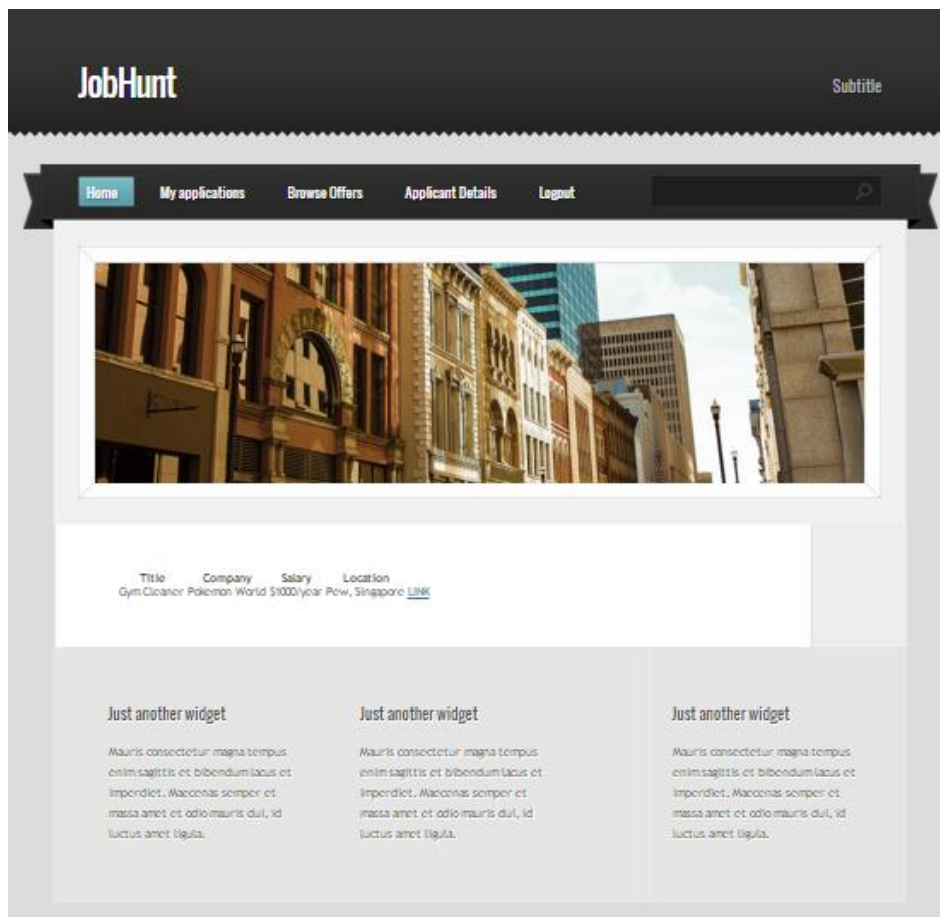 JobHunt
Subtitle
Home My applications Browse Offers Applicant Details Logout
Title Company Salary Location
Gym Cleaner Pokemon World $1000/year Pew, Singapore LINK
Just another widget
Mauris consectetur magna tempus
enim sagittis et bibendum lacus et
imperdiet. Maecenas semper et
massa amet et odio mauris dui, id
luctus amet ligula.
Just another widget
Mauris consectetur magna tempus
enim sagittis et bibendum lacus et
imperdiet. Maecenas semper et
massa amet et odio mauris dui, id
luctus amet ligula.
Just another widget
Mauris consectetur magna tempus
enim sagittis et bibendum lacus et
imperdiet. Maecenas semper et
massa amet et odio mauris dui, id
luctus amet ligula.